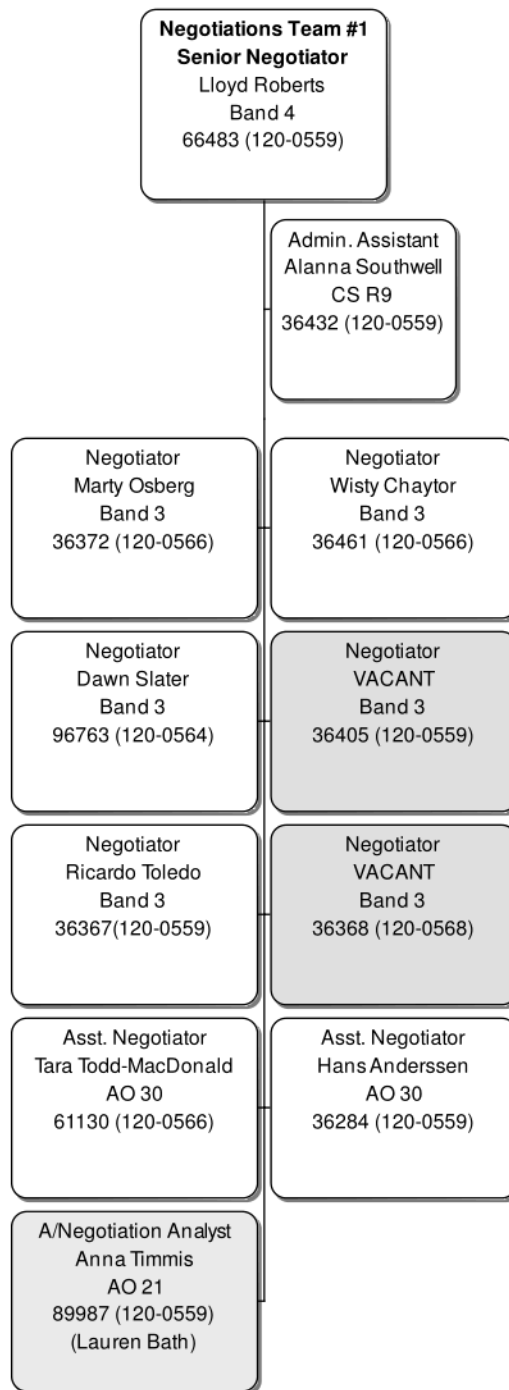 Negotiations Team #1
Senior Negotiator
Lloyd Roberts
Band 4
66483 (120-0559)
Admin. Assistant
Alanna Southwell
CS R9
36432 (120-0559)
Negotiator
Marty Osberg
Band 3
36372 (120-0566)
Negotiator
Wisty Chaytor
Band 3
36461 (120-0566)
Negotiator
Dawn Slater
Band 3
96763 (120-0564)
Negotiator
VACANT
Band 3
36405 (120-0559)
Negotiator
Ricardo Toledo
Band 3
36367(120-0559)
Negotiator
VACANT
Band 3
36368 (120-0568)
Asst. Negotiator
Tara Todd-MacDonald
AO 30
61130 (120-0566)
Asst. Negotiator
Hans Anderssen
AO 30
36284 (120-0559)
A/Negotiation Analyst
Anna Timmis
AO 21
89987 (120-0559)
(Lauren Bath)